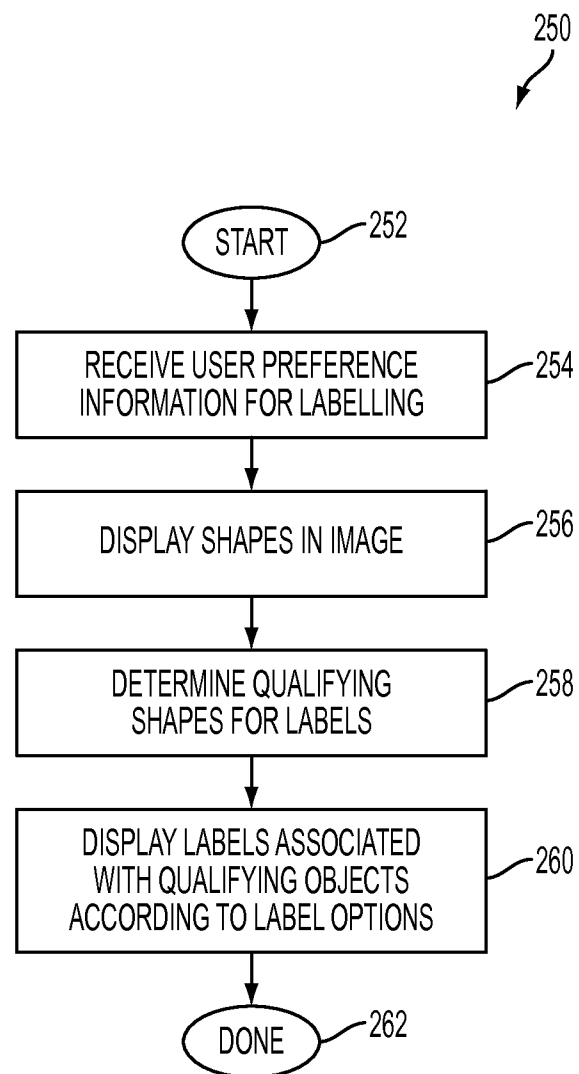 250
START
252
RECEIVE USER PREFERENCE
INFORMATION FOR LABELLING
254
DISPLAY SHAPES IN IMAGE
256
DETERMINE QUALIFYING
SHAPES FOR LABELS
258
DISPLAY LABELS ASSOCIATED
WITH QUALIFYING OBJECTS
ACCORDING TO LABEL OPTIONS
260
DONE
262